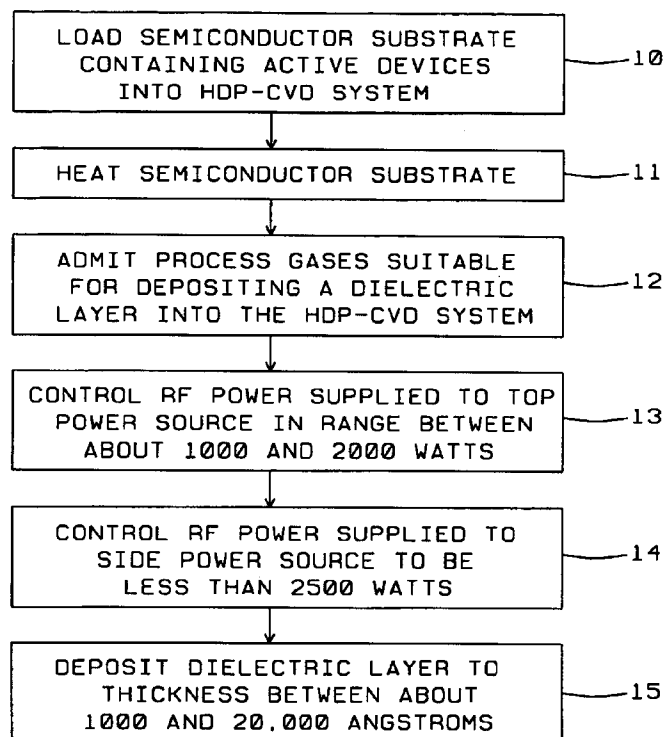 LOAD SEMICONDUCTOR SUBSTRATE
CONTAINING ACTIVE DEVICES
INTO HDP-CVD SYSTEM
10
HEAT SEMICONDUCTOR SUBSTRATE
11
ADMIT PROCESS GASES SUITABLE
FOR DEPOSITING A DIELECTRIC
LAYER INTO THE HDP-CVD SYSTEM
12
CONTROL RF POWER SUPPLIED TO TOP
POWER SOURCE IN RANGE BETWEEN
ABOUT 1000 AND 2000 WATTS
13
CONTROL RF POWER SUPPLIED TO
SIDE POWER SOURCE TO BE
LESS THAN 2500 WATTS
14
DEPOSIT DIELECTRIC LAYER TO
THICKNESS BETWEEN ABOUT
1000 AND 20,000 ANGSTROMS
15